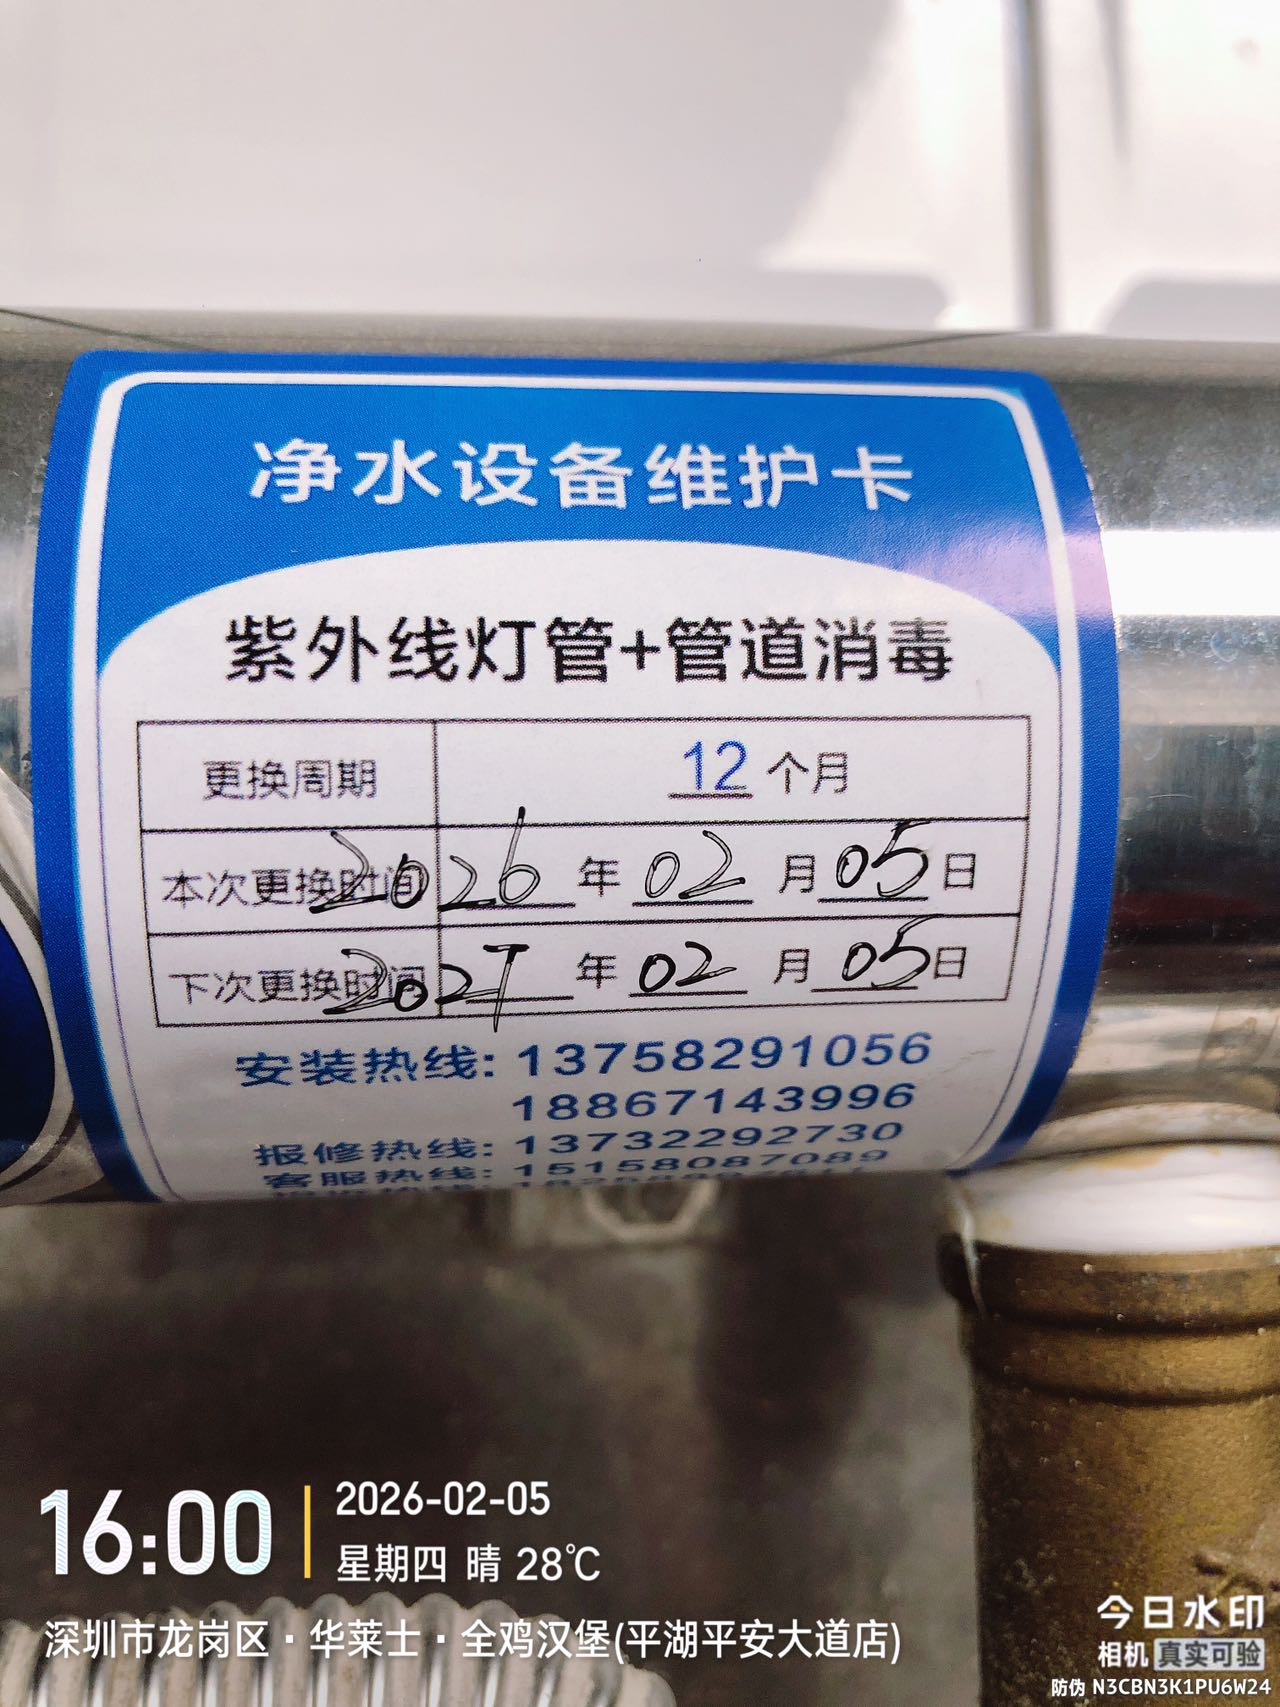 净水设备维护卡
紫外线灯管+管道消毒
更换周期 12 个月
本次更换时间 2026 年 02 月 05 日
下次更换时间 2027 年 02 月 05 日
安装热线: 13758291056
18867143996
报修热线: 13732292730
客服热线: 15158087089
16:00
2026-02-05
星期四 晴 28℃
深圳市龙岗区·华莱士·全鸡汉堡(平湖平安大道店)
今日水印
相机 真实可验
防伪 N3CBN3K1PU6W24